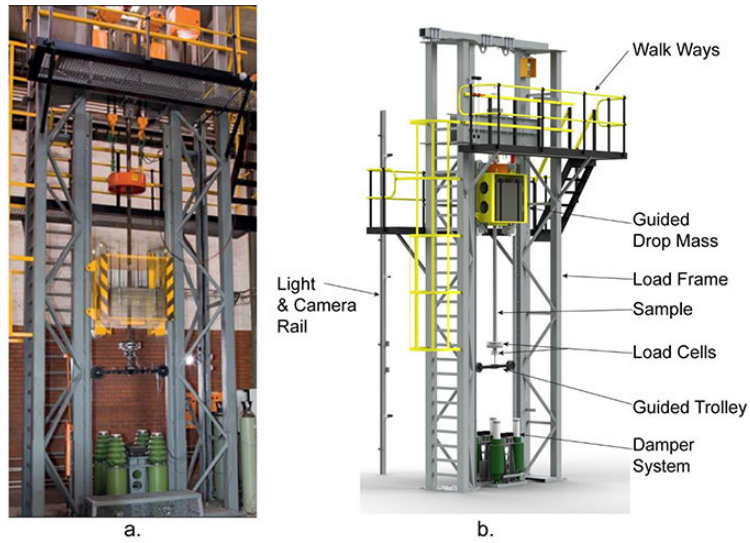 Walk Ways
Guided
Drop Mass
Load Frame
Light
& Camera
Rail
Sample
Load Cells
Guided Trolley
Damper
System
a.
b.